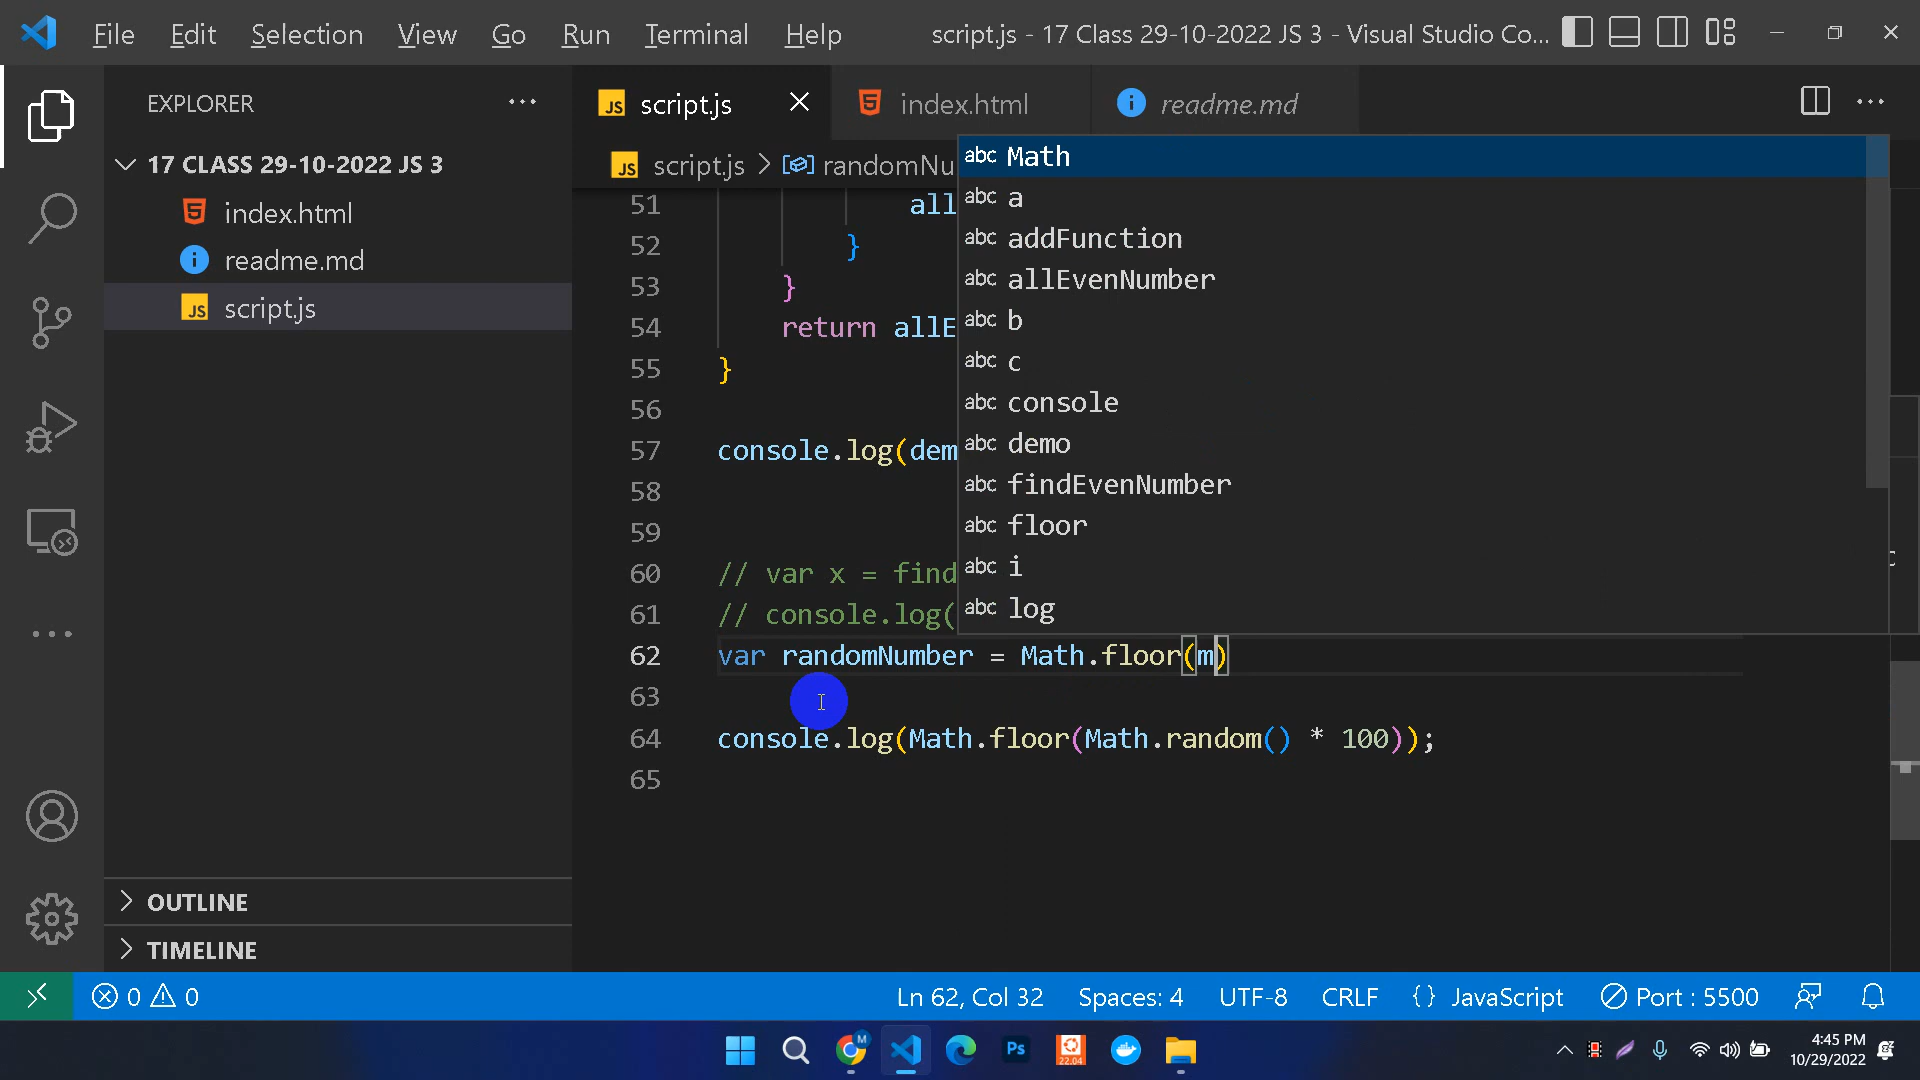 File Edit Selection View Go Run Terminal Help script.js - 17 Class 29-10-2022 JS 3 - Visual Studio Co...
EXPLORER ...
17 CLASS 29-10-2022 JS 3
index.html
readme.md
JS script.js
OUTLINE
TIMELINE
JS script.js
index.html
readme.md
JS script.js > randomNu
51 all
52 }
53 }
54 return allE
55 }
56
57 console.log(dem
58
59
60 // var x = find
61 // console.log(
62 var randomNumber = Math.floor(m)
63
64 console.log(Math.floor(Math.random() * 100));
65
abc Math
abc a
abc addFunction
abc allEvenNumber
abc b
abc c
abc console
abc demo
abc findEvenNumber
abc floor
abc i
abc log
0 0 Ln 62, Col 32 Spaces: 4 UTF-8 CRLF {} JavaScript Port : 5500
M Ps 22.04 4:45 PM
10/29/2022